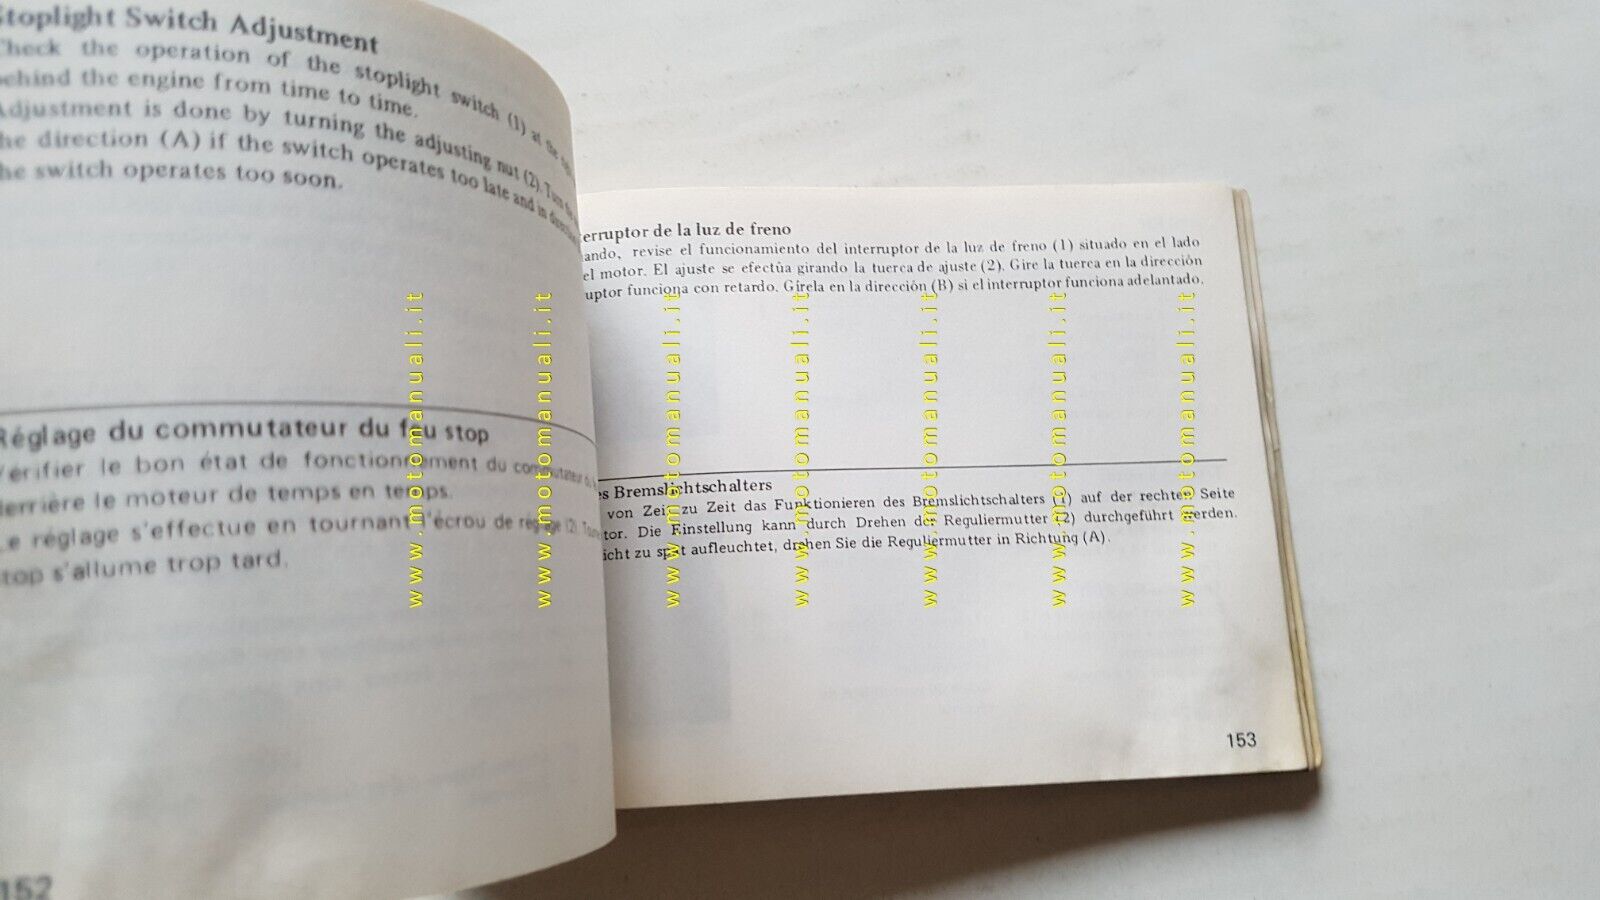 Stoplight Switch Adjustment
Check the operation of the stoplight switch (1) at the
behind the engine from time to time.
Adjustment is done by turning the adjusting nut (2). Turn
the direction (A) if the switch operates too late and in direction
the switch operates too soon.
Réglage du commutateur du feu stop
Vérifier le bon état de fonctionnement du commutateur du
derrière le moteur de temps en temps.
Le réglage s'effectue en tournant l'écrou de réglage (2).
stop s'allume trop tard.
152
erruptor de la luz de freno
ando, revise el funcionamiento del interruptor de la luz de freno (1) situado en el lado
el motor. El ajuste se efectúa girando la tuerca de ajuste (2). Gire la tuerca en la dirección
uptor funciona con retardo. Gírela en la dirección (B) si el interruptor funciona adelantado.
es Bremslichtschalters
von Zeit zu Zeit das Funktionieren des Bremslichtschalters (1) auf der rechten Seite
tor. Die Einstellung kann durch Drehen der Reguliermutter (2) durchgeführt werden.
icht zu spät aufleuchtet, drehen Sie die Reguliermutter in Richtung (A).
153
www.motomanuali.it
www.motomanuali.it
www.motomanuali.it
www.motomanuali.it
www.motomanuali.it
www.motomanuali.it
www.motomanuali.it